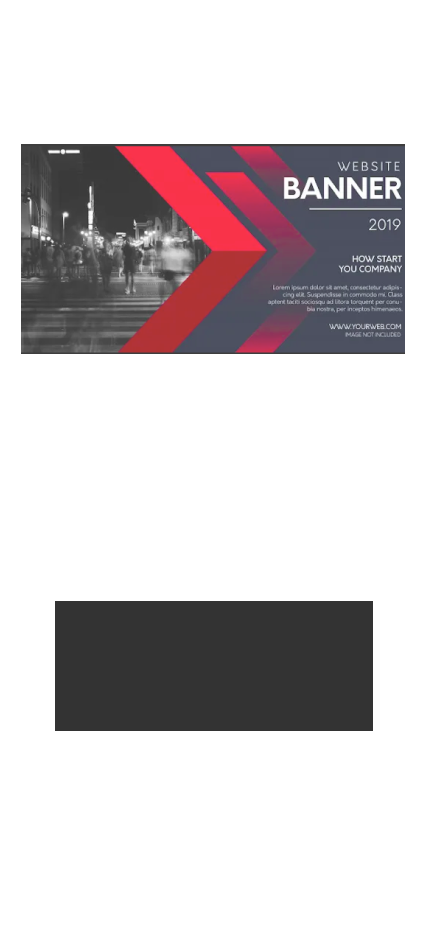 WEBSITE
BANNER
2019
HOW START
YOU COMPANY
Lorem ipsum dolor sit amet, consectetur adipis-
cing elit. Suspendisse in commodo mi. Class
aptent taciti sociosqu ad litora torquent per conu-
bia nostra, per inceptos himenaeos.
WWW.YOURWEB.COM
IMAGE NOT INCLUDED